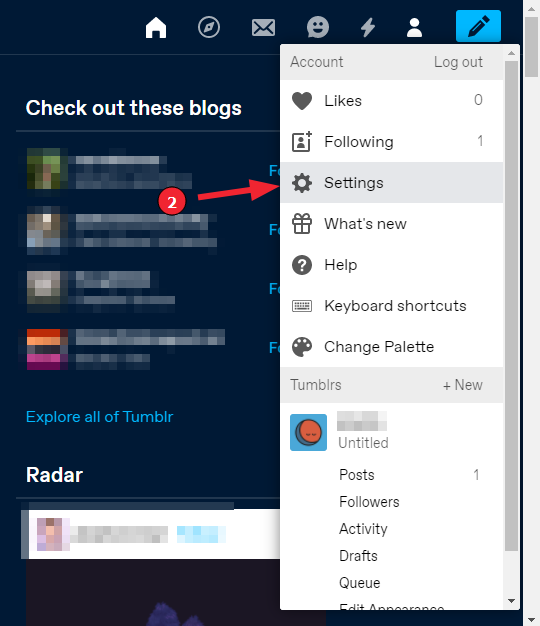 Account Log out
Check out these blogs
Likes 0
Following 1
Fo
2
Settings
What's new
Fo
Help
Fo
Keyboard shortcuts
Fo
Change Palette
Tumblrs + New
Explore all of Tumblr
Untitled
Radar
Posts 1
Followers
Activity
Drafts
Queue
Edit Appearance